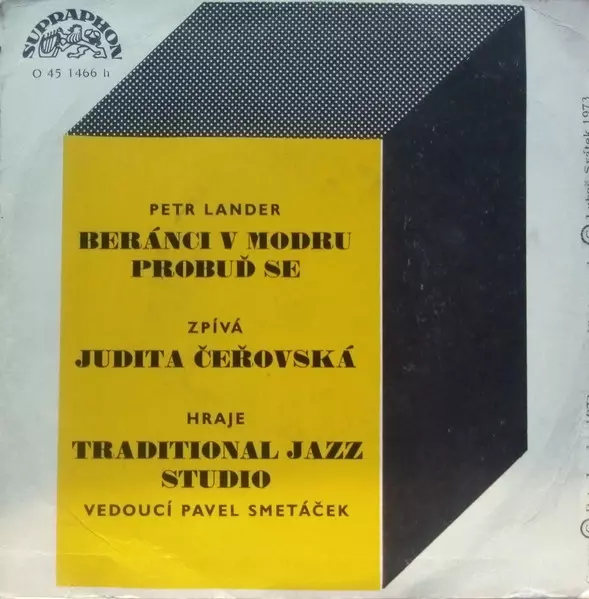 SUPRAPHON
O 45 1466 h
PETR LANDER
BERÁNCI V MODRU
PROBUĎ SE
ZPÍVÁ
JUDITA ČEŘOVSKÁ
HRAJE
TRADITIONAL JAZZ
STUDIO
VEDOUCÍ PAVEL SMETÁČEK
1973